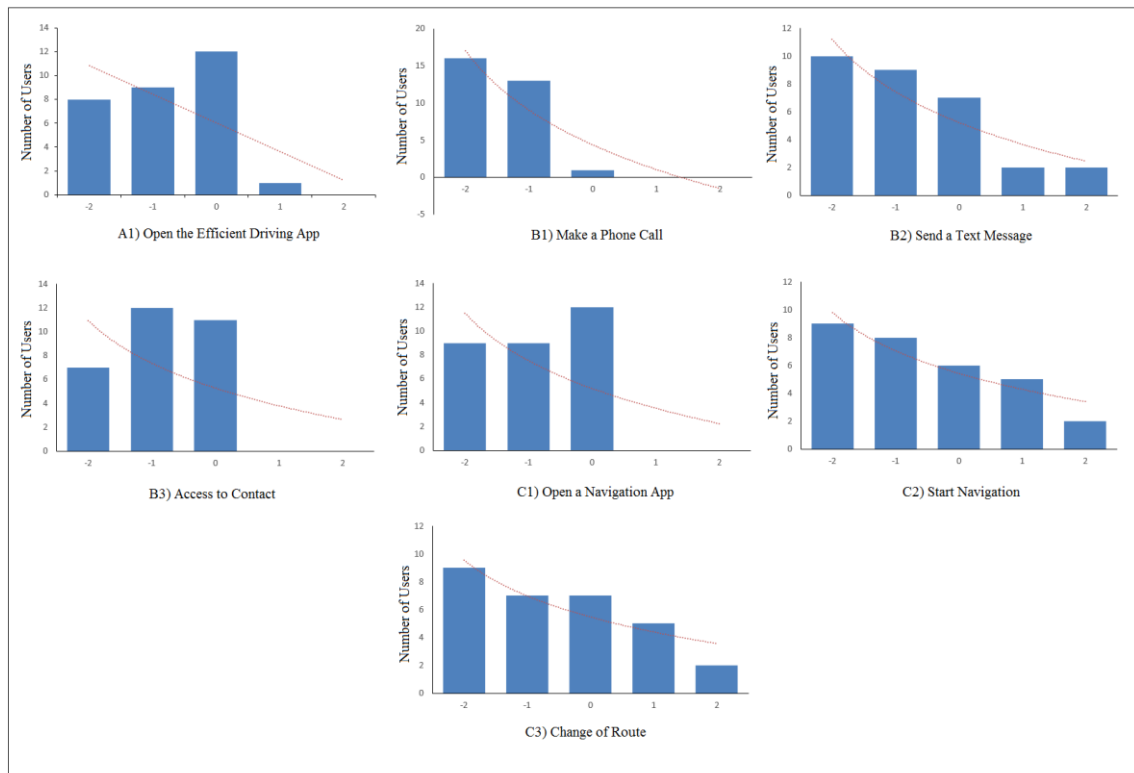 14
12
10
8
6
4
2
0
Number of Users
-2 -1 0 1 2
A1) Open the Efficient Driving App
20
15
10
5
0
-5
Number of Users
-2 -1 0 1 2
B1) Make a Phone Call
12
10
8
6
4
2
0
Number of Users
-2 -1 0 1 2
B2) Send a Text Message
14
12
10
8
6
4
2
0
Number of Users
-2 -1 0 1 2
B3) Access to Contact
14
12
10
8
6
4
2
0
Number of Users
-2 -1 0 1 2
C1) Open a Navigation App
12
10
8
6
4
2
0
Number of Users
-2 -1 0 1 2
C2) Start Navigation
12
10
8
6
4
2
0
Number of Users
-2 -1 0 1 2
C3) Change of Route